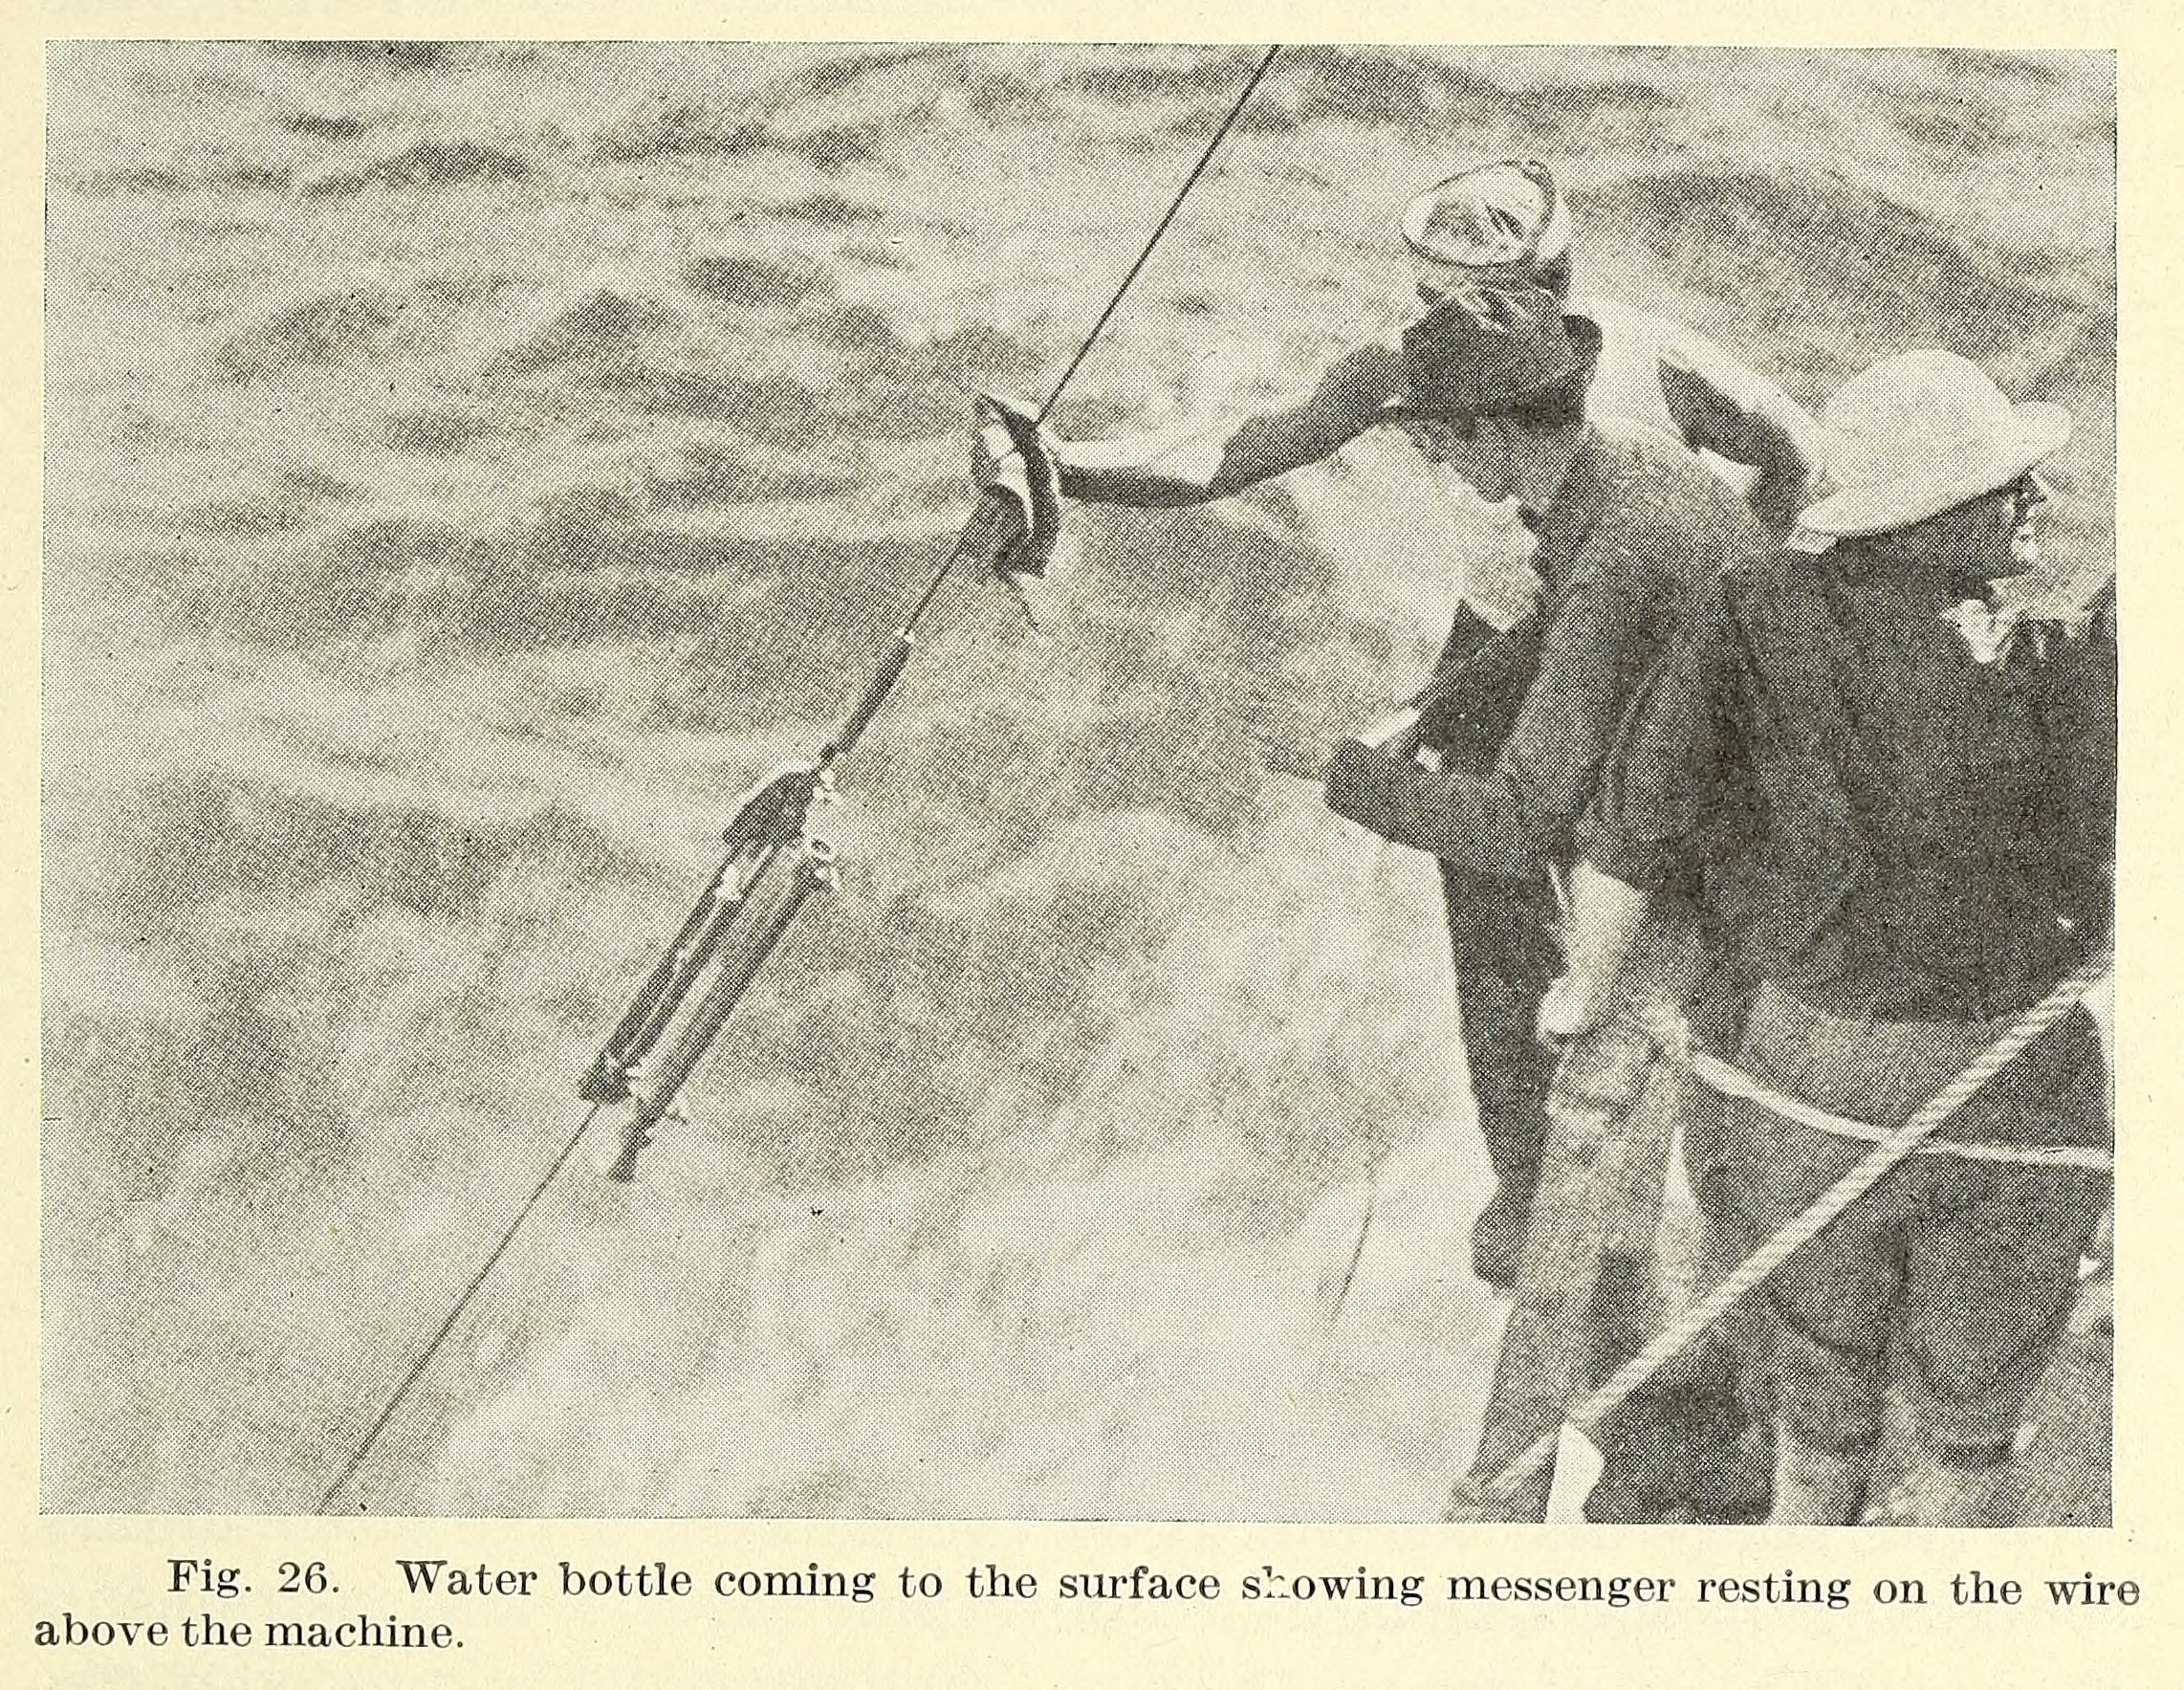 Fig. 26. Water bottle coming to the surface showing messenger resting on the wire
above the machine.